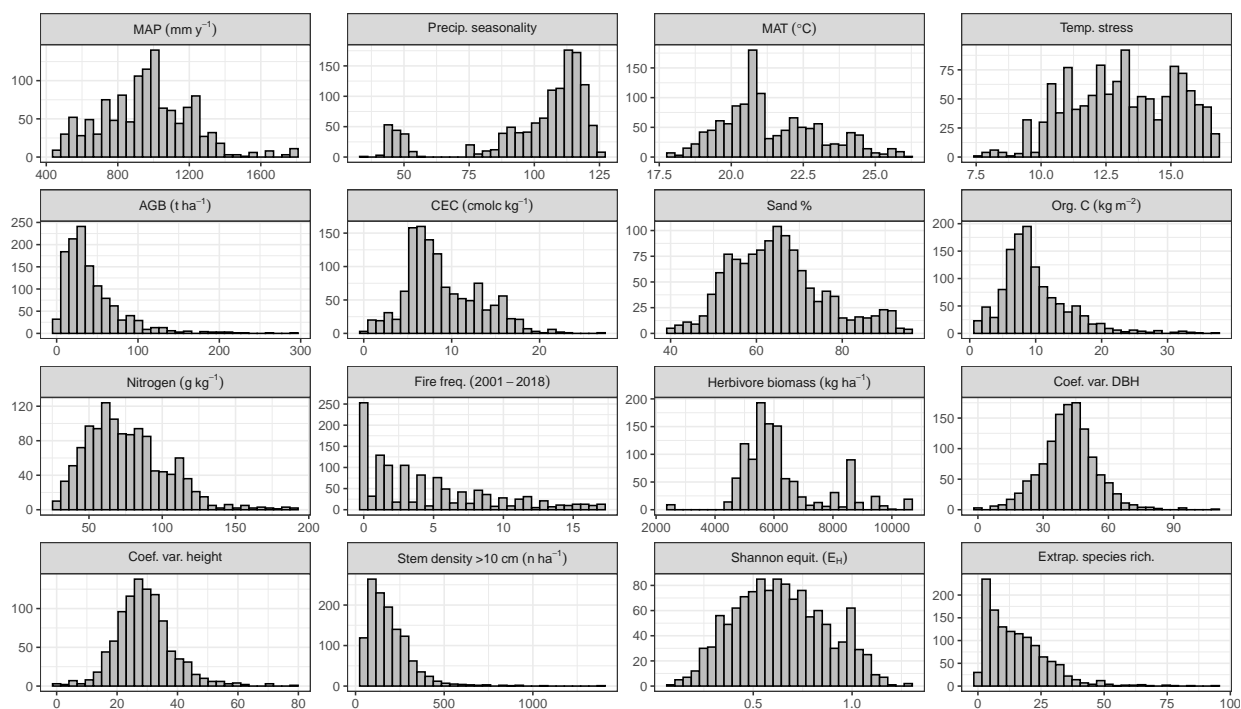 MAP (mm y⁻¹)
Precip. seasonality
MAT (°C)
Temp. stress
100
50
0
400 800 1200 1600
150
100
50
0
50 75 100 125
150
100
50
0
17.5 20.0 22.5 25.0
75
50
25
0
7.5 10.0 12.5 15.0
AGB (t ha⁻¹)
CEC (cmolc kg⁻¹)
Sand %
Org. C (kg m⁻²)
250
200
150
100
50
0
0 100 200 300
150
100
50
0
0 10 20
100
75
50
25
0
40 60 80
200
150
100
50
0
0 10 20 30
Nitrogen (g kg⁻¹)
Fire freq. (2001 − 2018)
Herbivore biomass (kg ha⁻¹)
Coef. var. DBH
120
80
40
0
50 100 150 200
250
200
150
100
50
0
0 5 10 15
200
150
100
50
0
2000 4000 6000 8000 10000
150
100
50
0
0 30 60 90
Coef. var. height
Stem density >10 cm (n ha⁻¹)
Shannon equit. (E_H)
Extrap. species rich.
100
50
0
0 20 40 60 80
200
100
0
0 500 1000
80
60
40
20
0
0.5 1.0
200
150
100
50
0
0 25 50 75 100